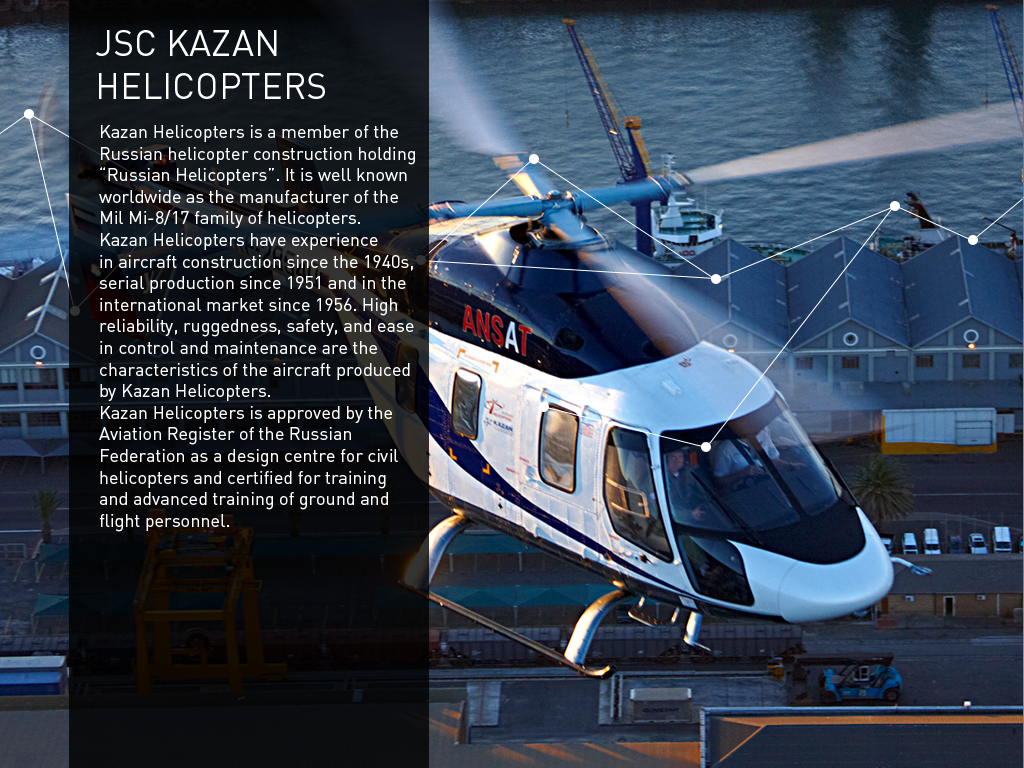 JSC KAZAN
HELICOPTERS
Kazan Helicopters is a member of the
Russian helicopter construction holding
“Russian Helicopters”. It is well known
worldwide as the manufacturer of the
Mil Mi-8/17 family of helicopters.
Kazan Helicopters have experience
in aircraft construction since the 1940s,
serial production since 1951 and in the
international market since 1956. High
reliability, ruggedness, safety, and ease
in control and maintenance are the
characteristics of the aircraft produced
by Kazan Helicopters.
Kazan Helicopters is approved by the
Aviation Register of the Russian
Federation as a design centre for civil
helicopters and certified for training
and advanced training of ground and
flight personnel.
ANSAT
KAZAN